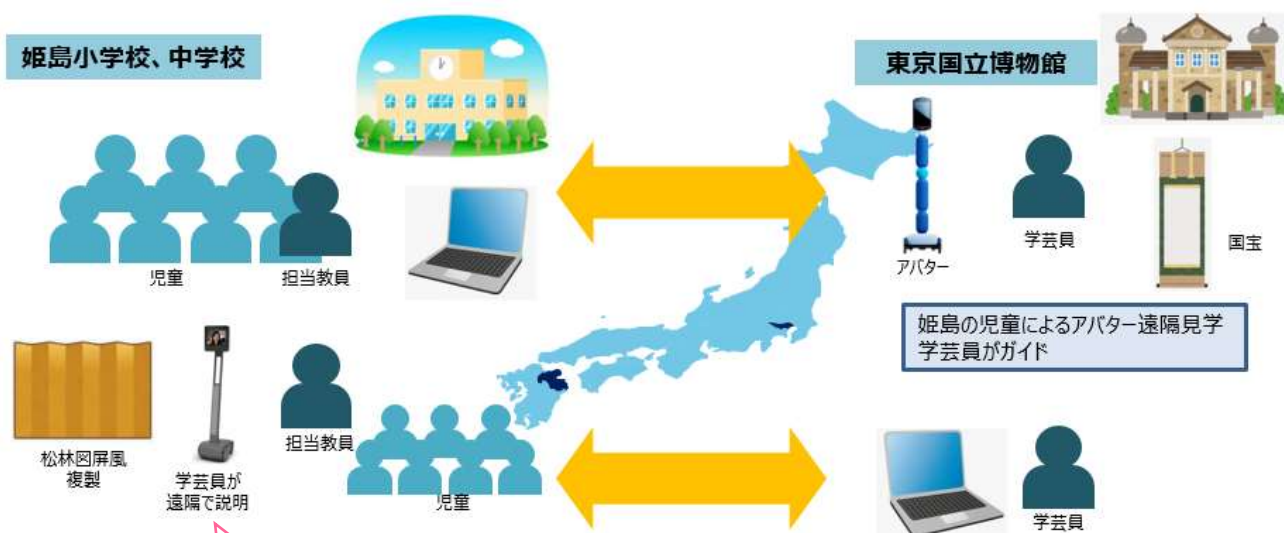 姫島小学校、中学校
東京国立博物館
児童
担当教員
アバター
学芸員
国宝
姫島の児童によるアバター遠隔見学
学芸員がガイド
松林図屏風
複製
学芸員が
遠隔で説明
担当教員
児童
学芸員